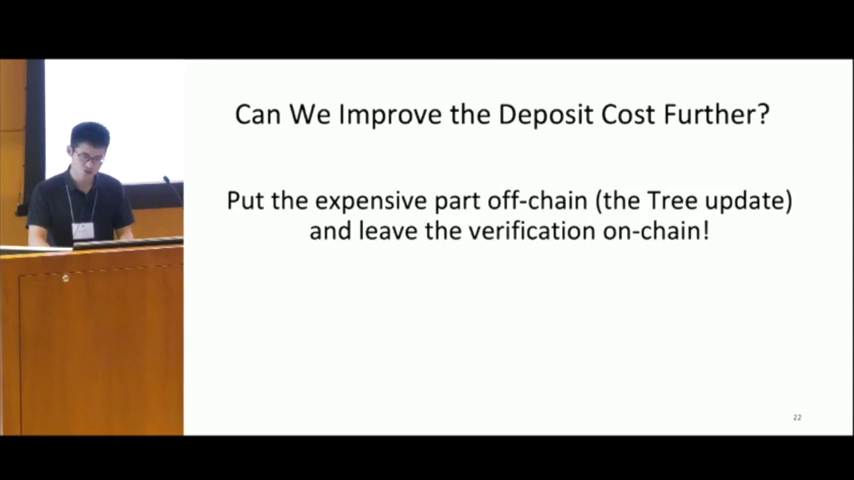 Can We Improve the Deposit Cost Further?
Put the expensive part off-chain (the Tree update)
and leave the verification on-chain!
22